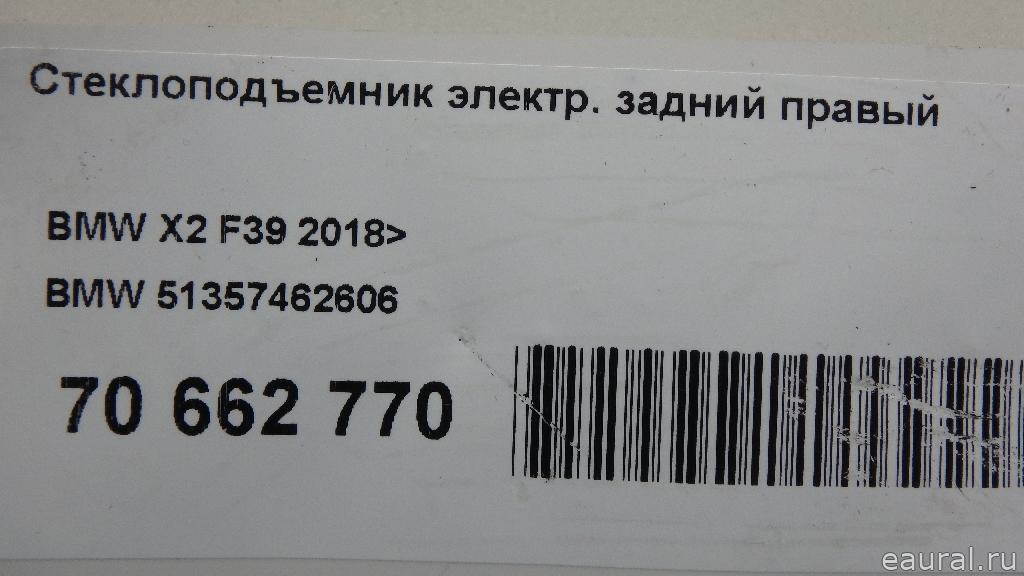 Стеклоподъемник электр. задний правый
BMW X2 F39 2018>
BMW 51357462606
70 662 770
eaural.ru